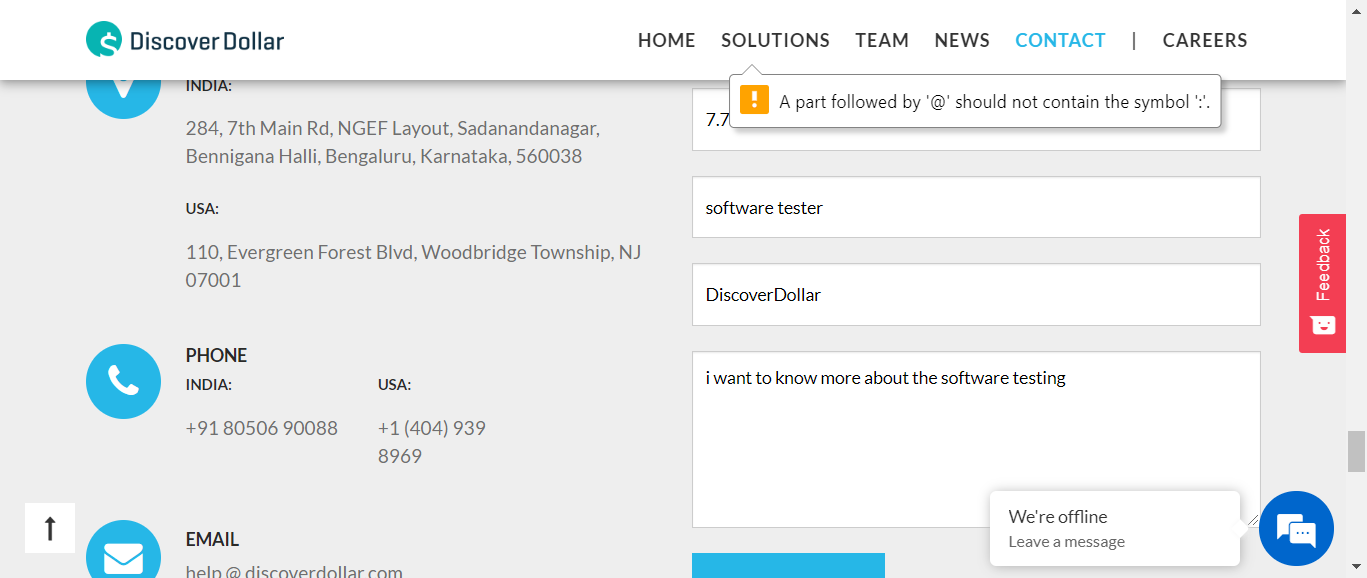 DiscoverDollar
HOME SOLUTIONS TEAM NEWS CONTACT | CAREERS
A part followed by '@' should not contain the symbol ':'.
INDIA:
284, 7th Main Rd, NGEF Layout, Sadanandanagar,
Bennigana Halli, Bengaluru, Karnataka, 560038
USA:
110, Evergreen Forest Blvd, Woodbridge Township, NJ
07001
PHONE
INDIA: USA:
+91 80506 90088 +1 (404) 939
8969
EMAIL
help @ discoverdollar.com
7.7
software tester
DiscoverDollar
i want to know more about the software testing
Feedback
We're offline
Leave a message